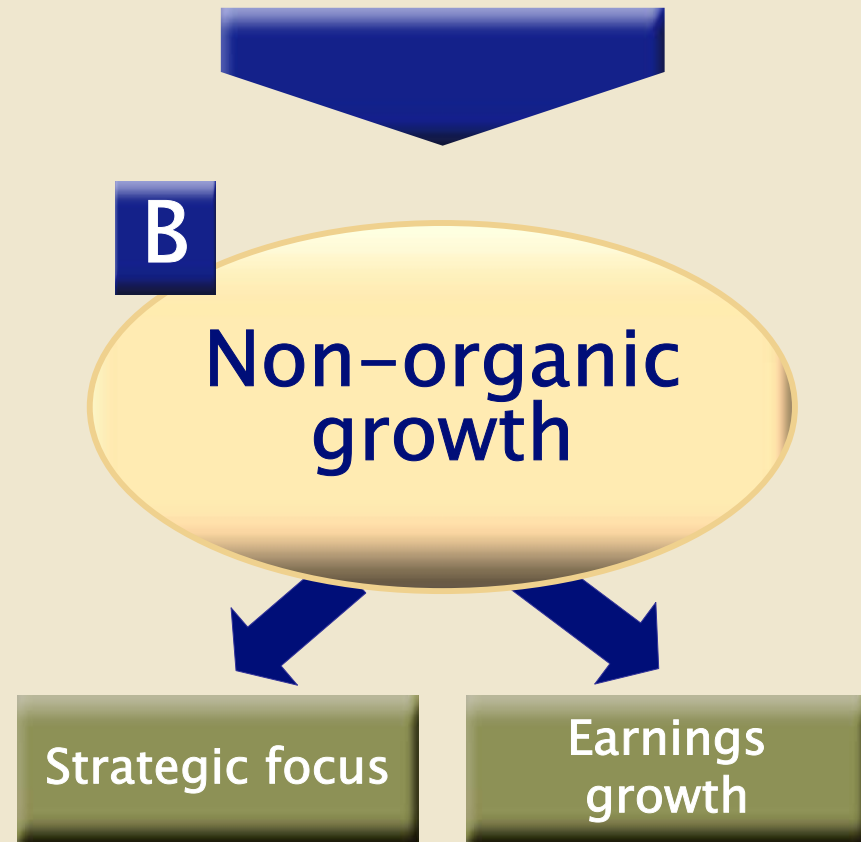 B
Non-organic
growth
Strategic focus
Earnings
growth